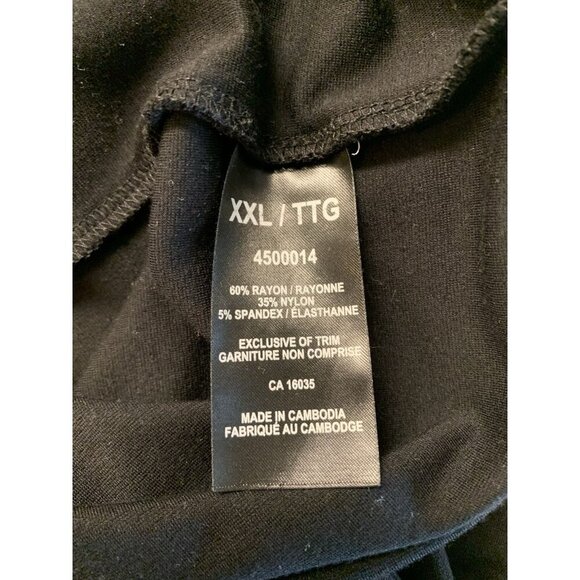 XXL / TTG
4500014
60% RAYON / RAYONNE
35% NYLON
5% SPANDEX / ÉLASTHANNE
EXCLUSIVE OF TRIM
GARNITURE NON COMPRISE
CA 16035
MADE IN CAMBODIA
FABRIQUÉ AU CAMBODGE